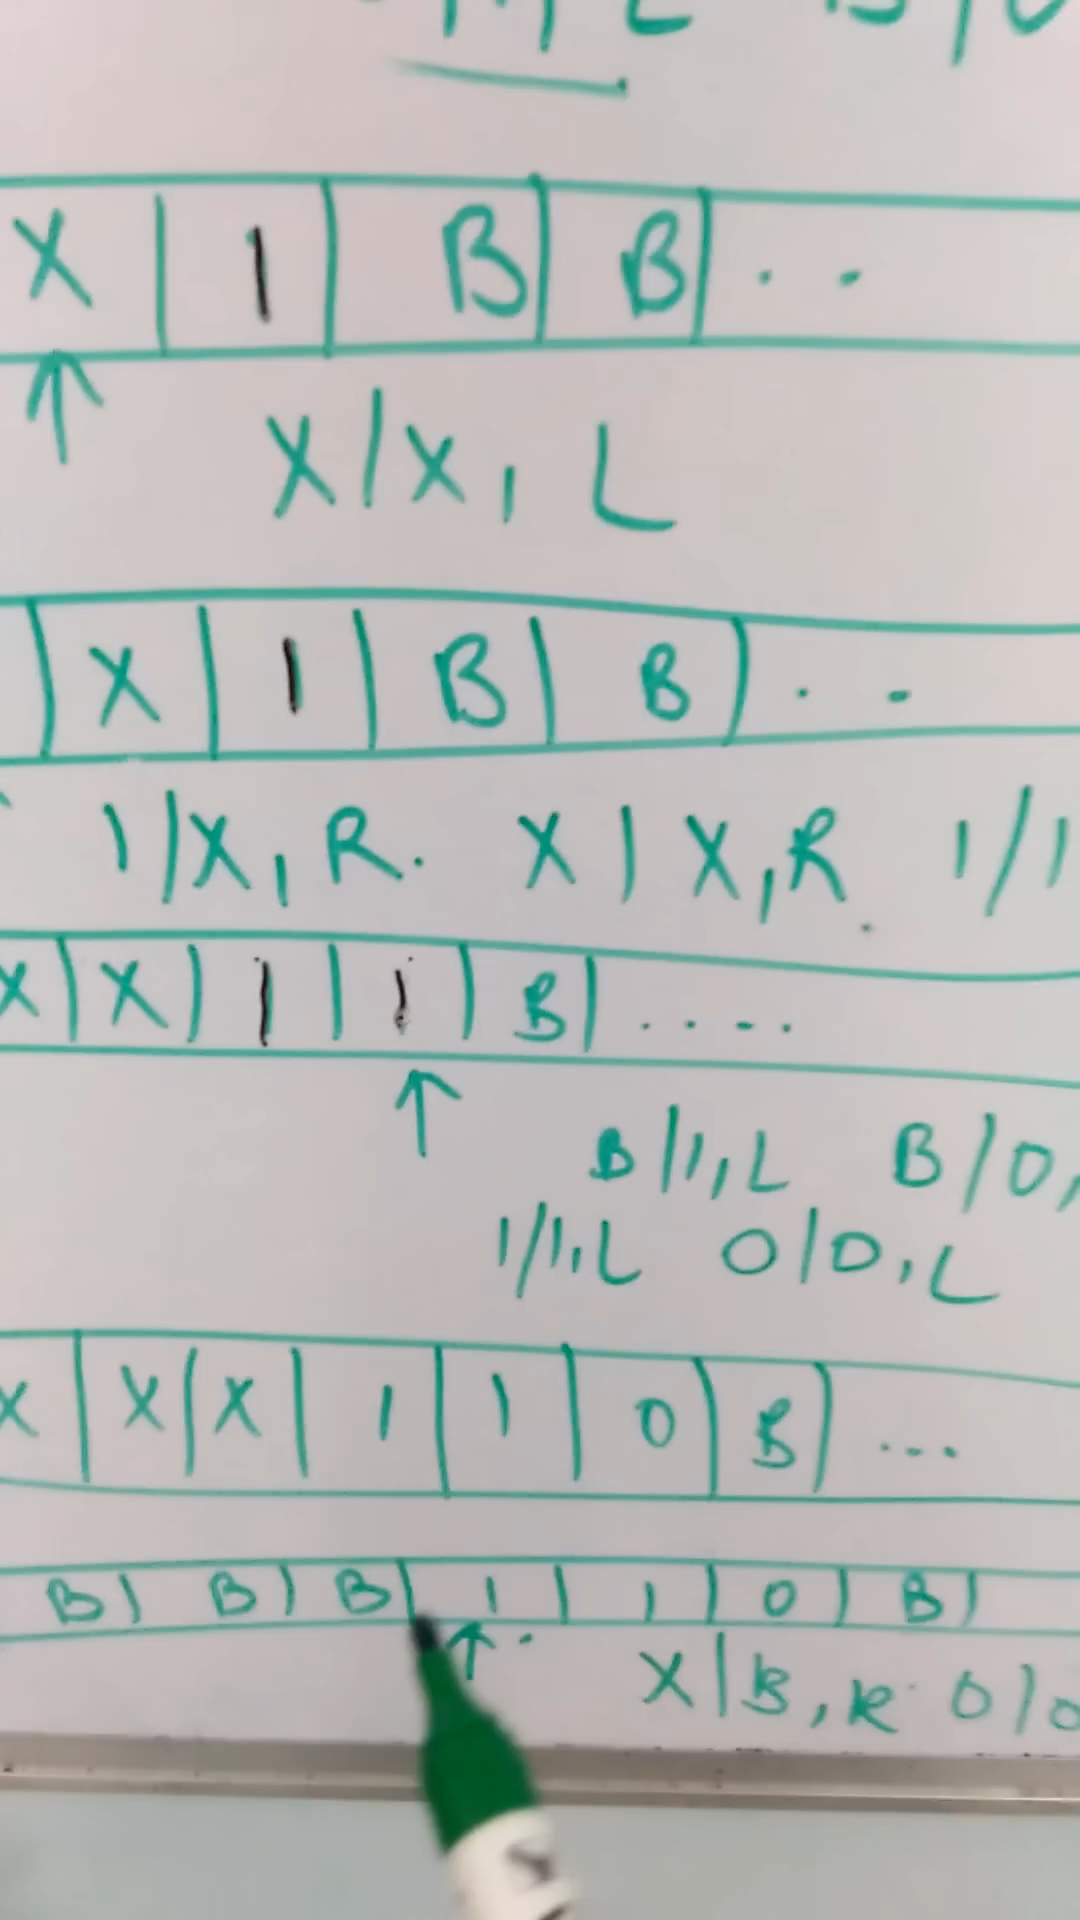 X | 1 | B | B | . .
X/X, L
| X | 1 | B | B | . .
1/X, R. X/X, R. 1/1
X | X | 1 | 1 | B | ....
B/1, L B/0,
1/1, L 0/0, L
X | X | X | 1 | 1 | 0 | B | ...
B | B | B | 1 | 1 | 0 | B |
X/B, R 0/0